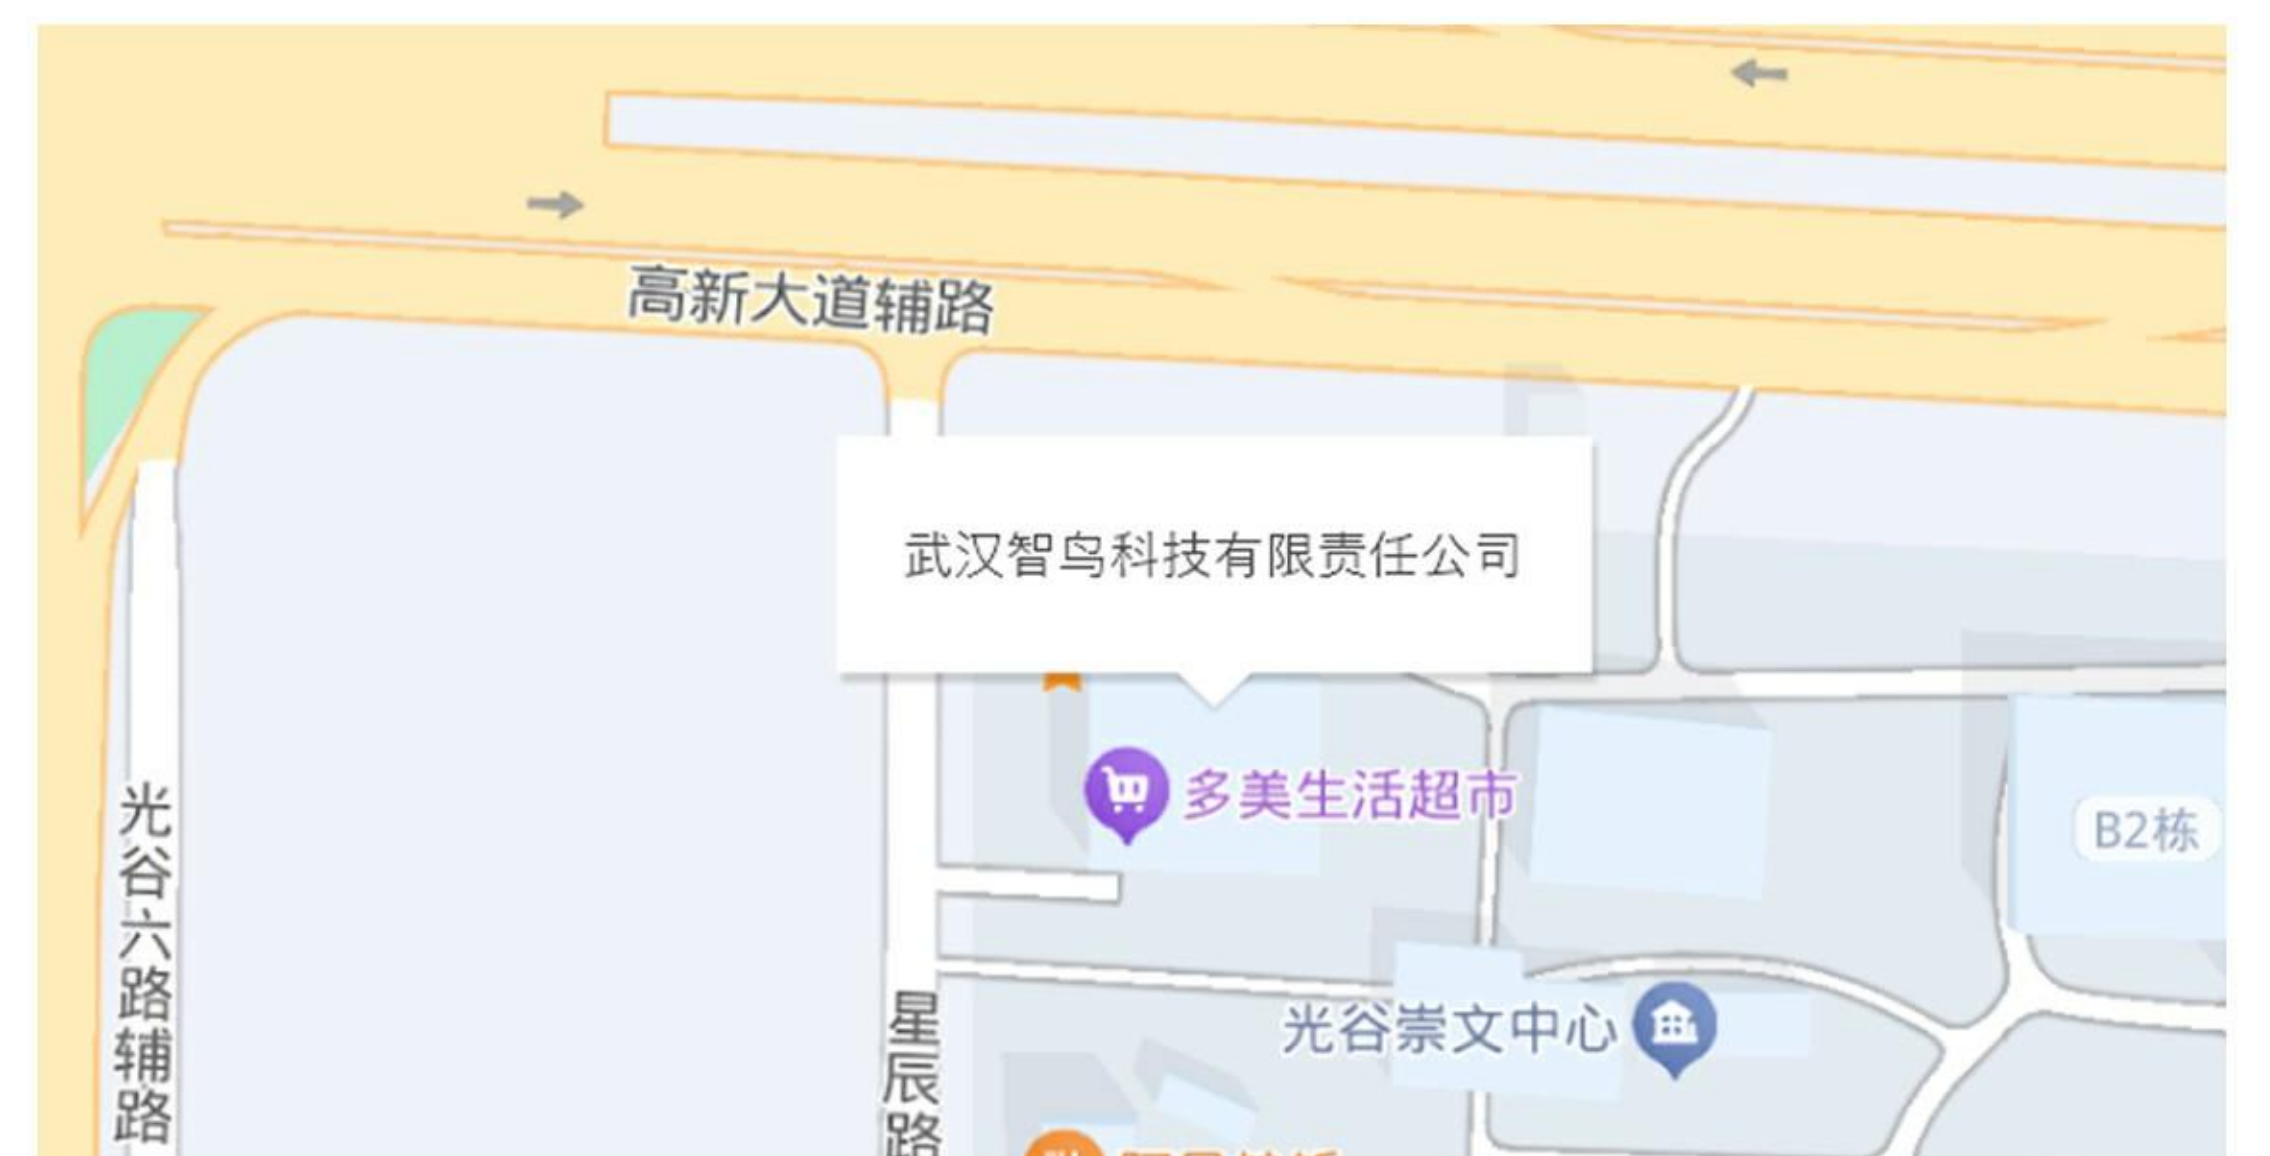 高新大道辅路
武汉智鸟科技有限责任公司
多美生活超市
B2栋
光谷六路辅路
星辰路
光谷崇文中心